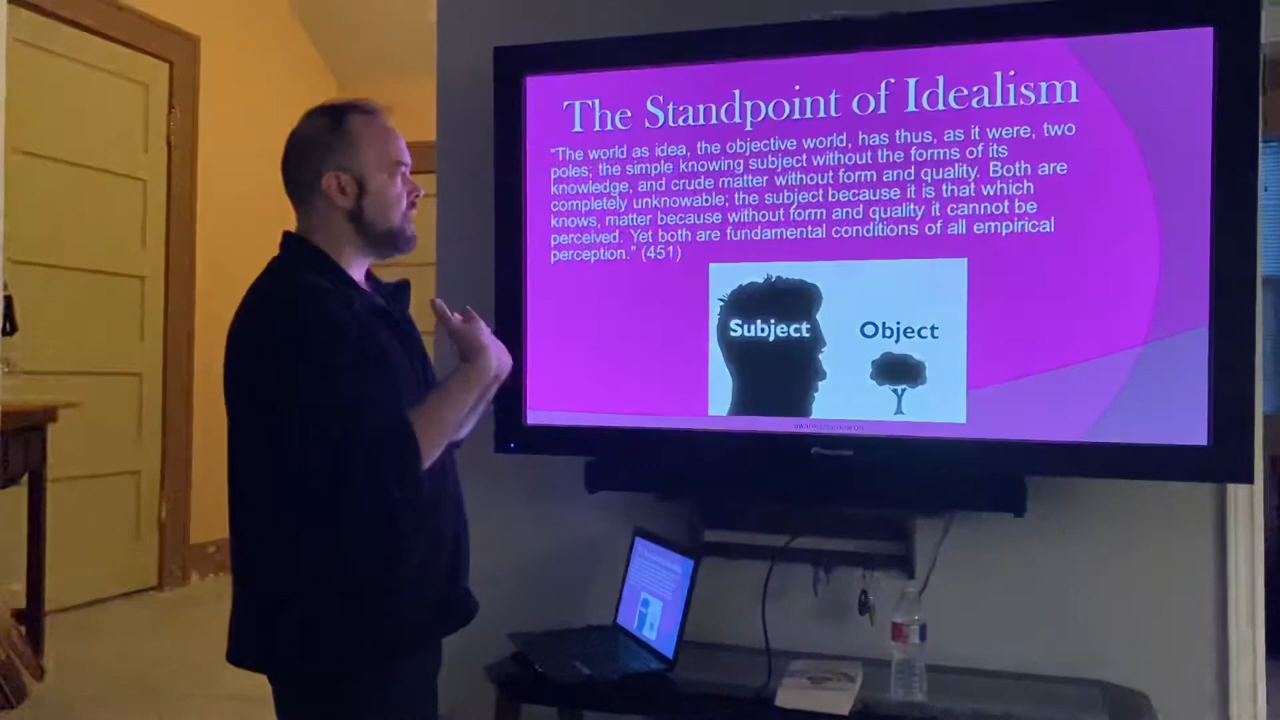 The Standpoint of Idealism
"The world as idea, the objective world, has thus, as it were, two
poles; the simple knowing subject without the forms of its
knowledge, and crude matter without form and quality. Both are
completely unknowable; the subject because it is that which
knows, matter because without form and quality it cannot be
perceived. Yet both are fundamental conditions of all empirical
perception." (451)
Subject
Object